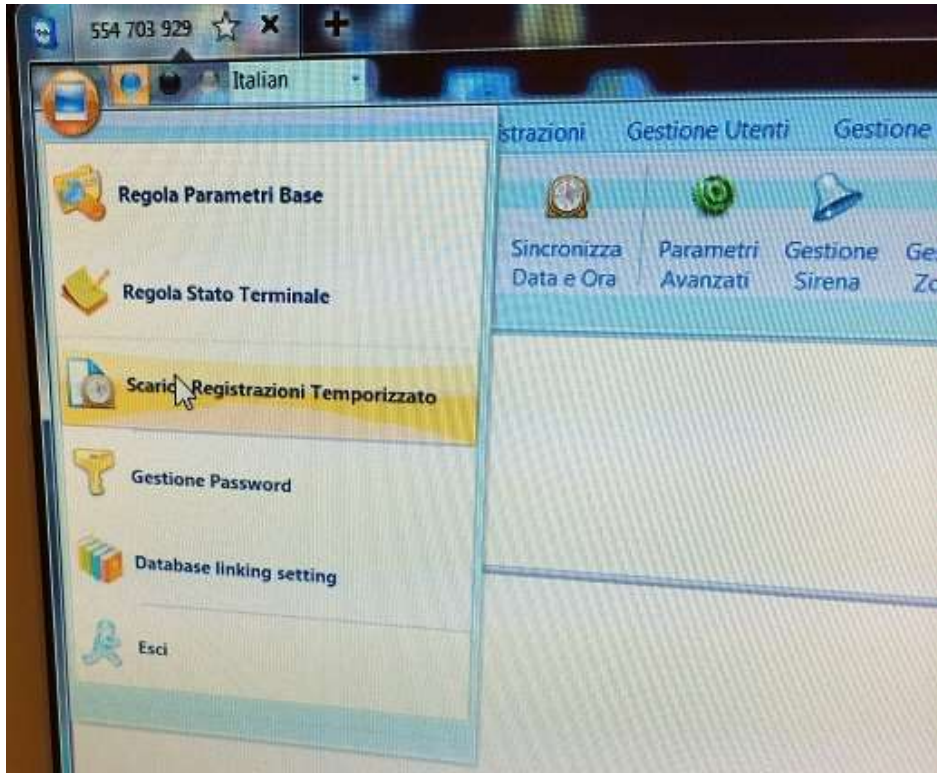 554 703 929
Italian
istrazioni Gestione Utenti Gestione
Regola Parametri Base
Sincronizza
Data e Ora
Parametri
Avanzati
Gestione
Sirena
Regola Stato Terminale
Registrazioni Temporizzato
Gestione Password
Database linking setting
Esci